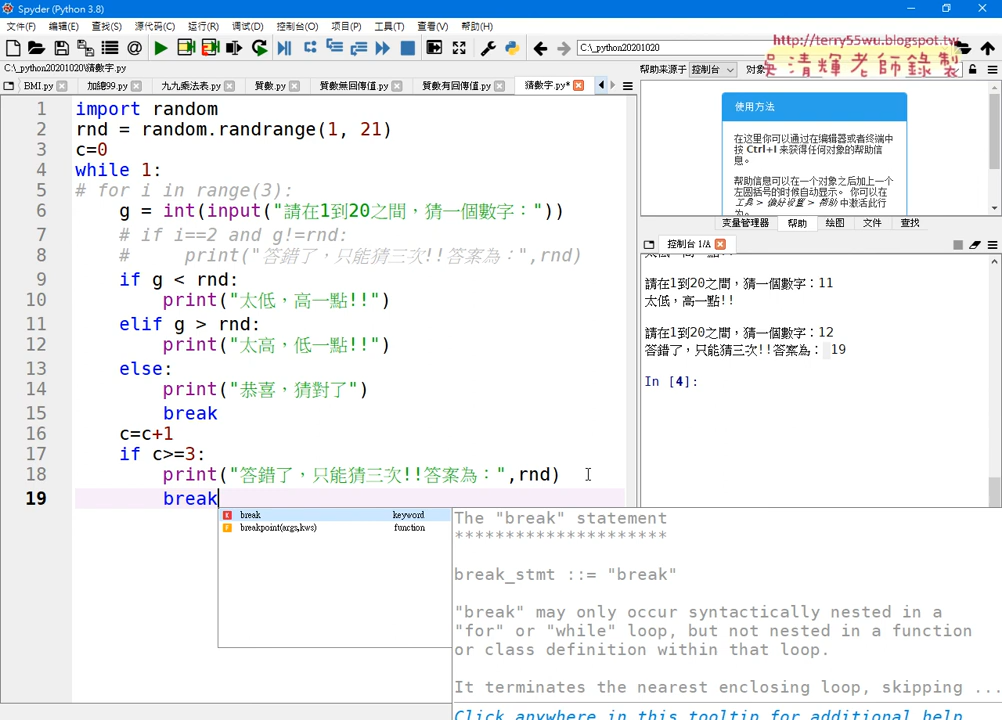 Spyder (Python 3.8)
文件(F) 编辑(E) 查找(S) 源代码(C) 运行(R) 调试(D) 控制台(O) 项目(P) 工具(T) 查看(V) 帮助(H)
C:\_python20201020
http://terry55wu.blogspot.tw
吳清輝老師錄製
C:\_python20201020\猜數字.py
帮助来源于 控制台 对象
BMI.py 加總99.py 九九乘法表.py 質數.py 質數無回傳值.py 質數有回傳值.py 猜數字.py*
1 import random
2 rnd = random.randrange(1, 21)
3 c=0
4 while 1:
5 # for i in range(3):
6 g = int(input("請在1到20之間，猜一個數字："))
7 # if i==2 and g!=rnd:
8 # print("答錯了，只能猜三次!!答案為：",rnd)
9 if g < rnd:
10 print("太低，高一點!!")
11 elif g > rnd:
12 print("太高，低一點!!")
13 else:
14 print("恭喜，猜對了")
15 break
16 c=c+1
17 if c>=3:
18 print("答錯了，只能猜三次!!答案為：",rnd)
19 break
break keyword
breakpoint(args,kws) function
The "break" statement
*********************
break_stmt ::= "break"
"break" may only occur syntactically nested in a
"for" or "while" loop, but not nested in a function
or class definition within that loop.
It terminates the nearest enclosing loop, skipping ...
Click anywhere in this tooltip for additional help
使用方法
在这里你可以通过在编辑器或者终端中
按 Ctrl+I 来获得任何对象的帮助信
息。
帮助信息可以在一个对象之后加上一个
左圆括号的时候自动显示。 你可以在
工具 > 偏好设置 > 帮助 中激活此行
为。
变量管理器 帮助 绘图 文件 查找
控制台 1/A
請在1到20之間，猜一個數字：11
太低，高一點!!
請在1到20之間，猜一個數字：12
答錯了，只能猜三次!!答案為： 19
In [4]: